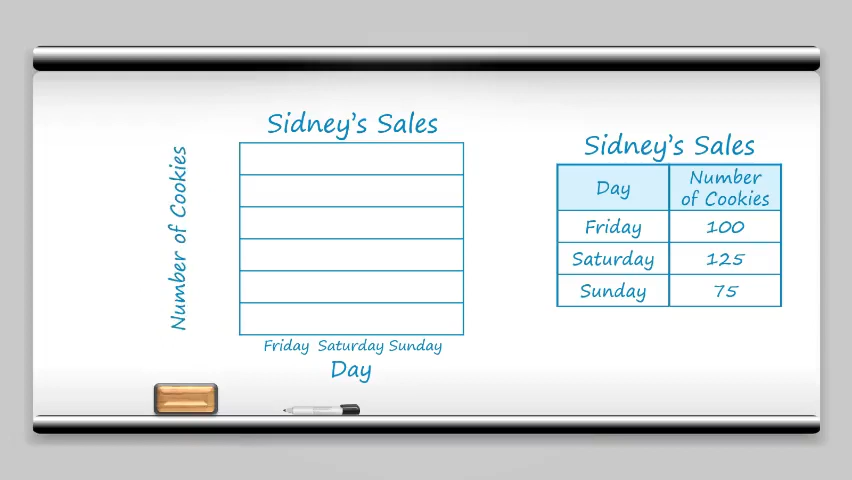 Sidney's Sales
Number of Cookies
Friday Saturday Sunday
Day
Sidney's Sales
Day
Number
of Cookies
Friday 100
Saturday 125
Sunday 75